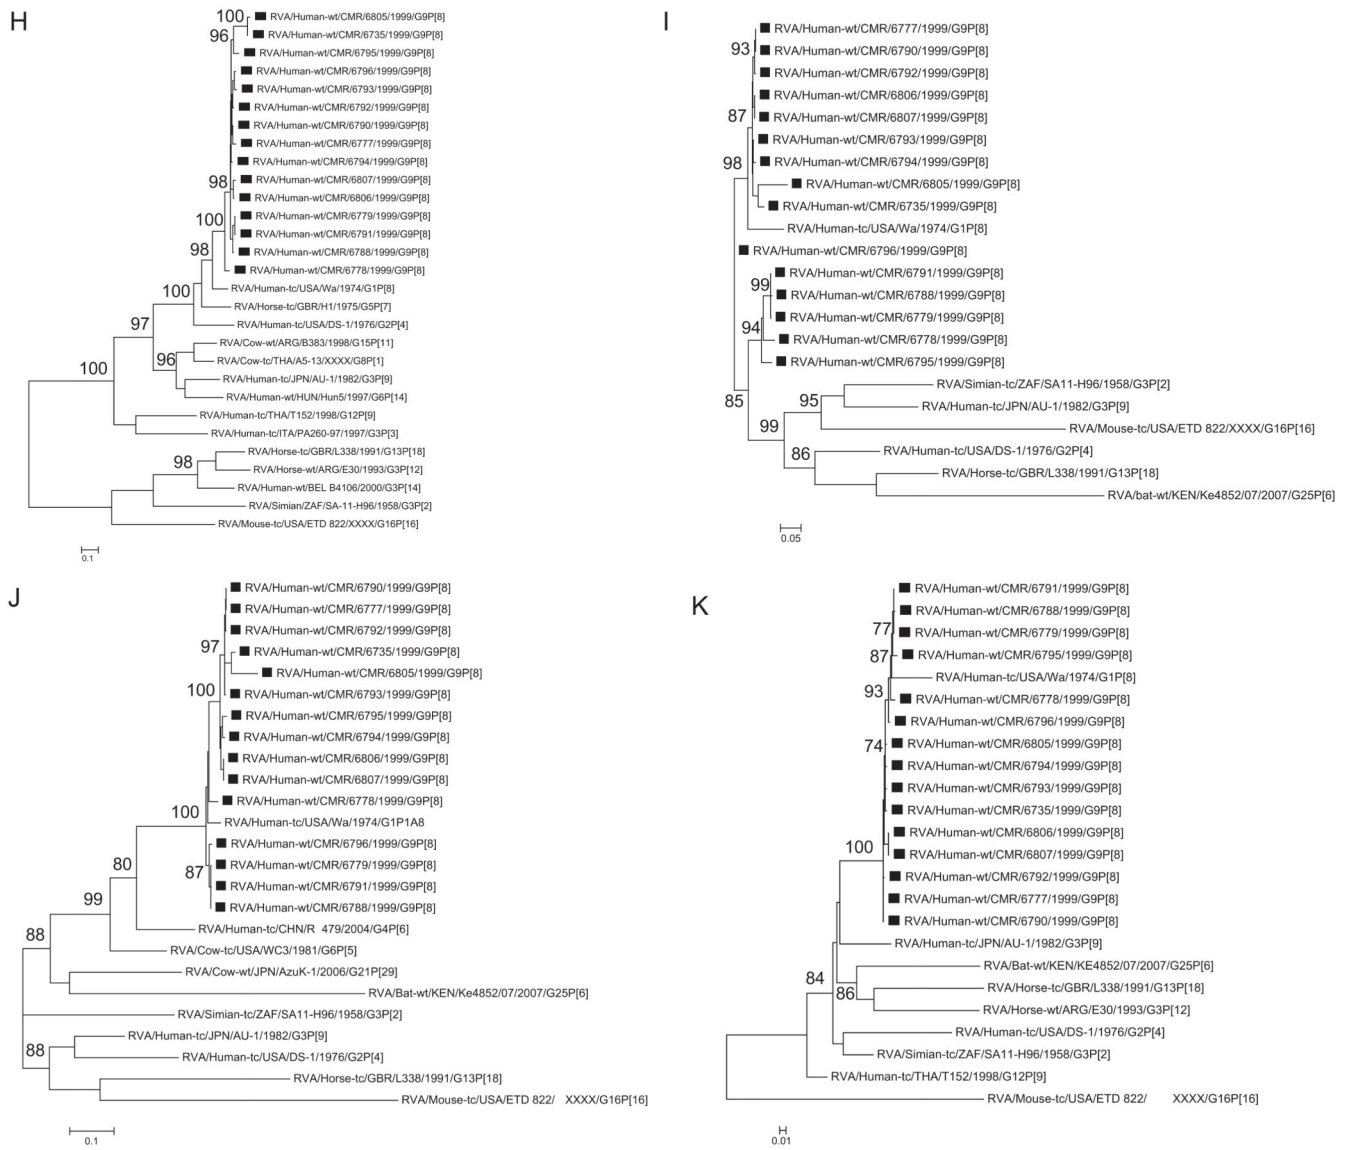 H
100
96
RVA/Human-wt/CMR/6805/1999/G9P[8]
RVA/Human-wt/CMR/6735/1999/G9P[8]
RVA/Human-wt/CMR/6795/1999/G9P[8]
RVA/Human-wt/CMR/6796/1999/G9P[8]
RVA/Human-wt/CMR/6793/1999/G9P[8]
RVA/Human-wt/CMR/6792/1999/G9P[8]
RVA/Human-wt/CMR/6790/1999/G9P[8]
RVA/Human-wt/CMR/6777/1999/G9P[8]
RVA/Human-wt/CMR/6794/1999/G9P[8]
98
RVA/Human-wt/CMR/6807/1999/G9P[8]
RVA/Human-wt/CMR/6806/1999/G9P[8]
100
RVA/Human-wt/CMR/6779/1999/G9P[8]
RVA/Human-wt/CMR/6791/1999/G9P[8]
98
RVA/Human-wt/CMR/6788/1999/G9P[8]
RVA/Human-wt/CMR/6778/1999/G9P[8]
100
RVA/Human-tc/USA/Wa/1974/G1P[8]
RVA/Horse-tc/GBR/H1/1975/G5P[7]
97
RVA/Human-tc/USA/DS-1/1976/G2P[4]
RVA/Cow-wt/ARG/B383/1998/G15P[11]
96
RVA/Cow-tc/THA/A5-13/XXXX/G8P[1]
100
RVA/Human-tc/JPN/AU-1/1982/G3P[9]
RVA/Human-wt/HUN/Hun5/1997/G6P[14]
RVA/Human-tc/THA/T152/1998/G12P[9]
RVA/Human-tc/ITA/PA260-97/1997/G3P[3]
RVA/Horse-tc/GBR/L338/1991/G13P[18]
98
RVA/Horse-wt/ARG/E30/1993/G3P[12]
RVA/Human-wt/BEL B4106/2000/G3P[14]
RVA/Simian/ZAF/SA-11-H96/1958/G3P[2]
RVA/Mouse-tc/USA/ETD 822/XXXX/G16P[16]
0.1
I
RVA/Human-wt/CMR/6777/1999/G9P[8]
93
RVA/Human-wt/CMR/6790/1999/G9P[8]
RVA/Human-wt/CMR/6792/1999/G9P[8]
RVA/Human-wt/CMR/6806/1999/G9P[8]
87
RVA/Human-wt/CMR/6807/1999/G9P[8]
RVA/Human-wt/CMR/6793/1999/G9P[8]
98
RVA/Human-wt/CMR/6794/1999/G9P[8]
RVA/Human-wt/CMR/6805/1999/G9P[8]
RVA/Human-wt/CMR/6735/1999/G9P[8]
RVA/Human-tc/USA/Wa/1974/G1P[8]
RVA/Human-wt/CMR/6796/1999/G9P[8]
RVA/Human-wt/CMR/6791/1999/G9P[8]
99
RVA/Human-wt/CMR/6788/1999/G9P[8]
RVA/Human-wt/CMR/6779/1999/G9P[8]
94
RVA/Human-wt/CMR/6778/1999/G9P[8]
RVA/Human-wt/CMR/6795/1999/G9P[8]
RVA/Simian-tc/ZAF/SA11-H96/1958/G3P[2]
85
95
RVA/Human-tc/JPN/AU-1/1982/G3P[9]
99
RVA/Mouse-tc/USA/ETD 822/XXXX/G16P[16]
86
RVA/Human-tc/USA/DS-1/1976/G2P[4]
RVA/Horse-tc/GBR/L338/1991/G13P[18]
RVA/bat-wt/KEN/Ke4852/07/2007/G25P[6]
0.05
J
RVA/Human-wt/CMR/6790/1999/G9P[8]
RVA/Human-wt/CMR/6777/1999/G9P[8]
RVA/Human-wt/CMR/6792/1999/G9P[8]
97
RVA/Human-wt/CMR/6735/1999/G9P[8]
RVA/Human-wt/CMR/6805/1999/G9P[8]
100
RVA/Human-wt/CMR/6793/1999/G9P[8]
RVA/Human-wt/CMR/6795/1999/G9P[8]
RVA/Human-wt/CMR/6794/1999/G9P[8]
RVA/Human-wt/CMR/6806/1999/G9P[8]
RVA/Human-wt/CMR/6807/1999/G9P[8]
RVA/Human-wt/CMR/6778/1999/G9P[8]
100
RVA/Human-tc/USA/Wa/1974/G1P1A8
RVA/Human-wt/CMR/6796/1999/G9P[8]
80
RVA/Human-wt/CMR/6779/1999/G9P[8]
87
RVA/Human-wt/CMR/6791/1999/G9P[8]
99
RVA/Human-wt/CMR/6788/1999/G9P[8]
RVA/Human-tc/CHN/R 479/2004/G4P[6]
88
RVA/Cow-tc/USA/WC3/1981/G6P[5]
RVA/Cow-wt/JPN/AzuK-1/2006/G21P[29]
RVA/Bat-wt/KEN/Ke4852/07/2007/G25P[6]
RVA/Simian-tc/ZAF/SA11-H96/1958/G3P[2]
RVA/Human-tc/JPN/AU-1/1982/G3P[9]
88
RVA/Human-tc/USA/DS-1/1976/G2P[4]
RVA/Horse-tc/GBR/L338/1991/G13P[18]
RVA/Mouse-tc/USA/ETD 822/ XXXX/G16P[16]
0.1
K
RVA/Human-wt/CMR/6791/1999/G9P[8]
RVA/Human-wt/CMR/6788/1999/G9P[8]
77
RVA/Human-wt/CMR/6779/1999/G9P[8]
87
RVA/Human-wt/CMR/6795/1999/G9P[8]
RVA/Human-tc/USA/Wa/1974/G1P[8]
93
RVA/Human-wt/CMR/6778/1999/G9P[8]
RVA/Human-wt/CMR/6796/1999/G9P[8]
74
RVA/Human-wt/CMR/6805/1999/G9P[8]
RVA/Human-wt/CMR/6794/1999/G9P[8]
RVA/Human-wt/CMR/6793/1999/G9P[8]
RVA/Human-wt/CMR/6735/1999/G9P[8]
RVA/Human-wt/CMR/6806/1999/G9P[8]
100
RVA/Human-wt/CMR/6807/1999/G9P[8]
RVA/Human-wt/CMR/6792/1999/G9P[8]
RVA/Human-wt/CMR/6777/1999/G9P[8]
RVA/Human-wt/CMR/6790/1999/G9P[8]
RVA/Human-tc/JPN/AU-1/1982/G3P[9]
RVA/Bat-wt/KEN/KE4852/07/2007/G25P[6]
84
86
RVA/Horse-tc/GBR/L338/1991/G13P[18]
RVA/Horse-wt/ARG/E30/1993/G3P[12]
RVA/Human-tc/USA/DS-1/1976/G2P[4]
RVA/Simian-tc/ZAF/SA11-H96/1958/G3P[2]
RVA/Human-tc/THA/T152/1998/G12P[9]
RVA/Mouse-tc/USA/ETD 822/ XXXX/G16P[16]
0.01